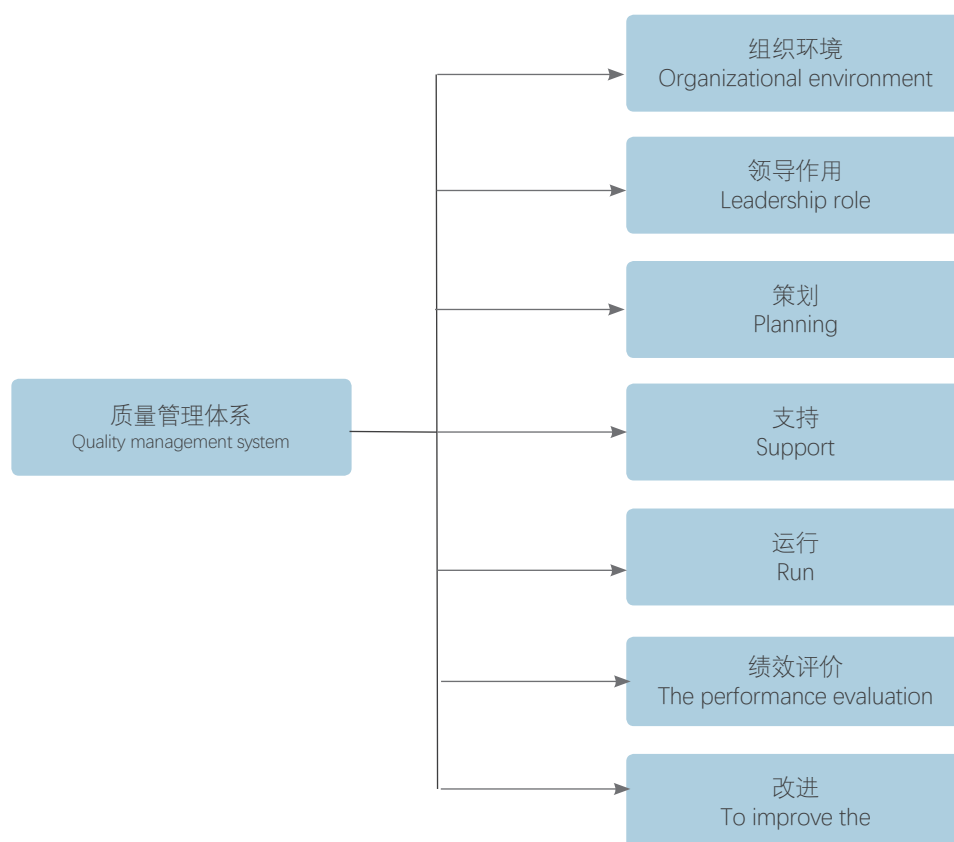 组织环境
Organizational environment
领导作用
Leadership role
策划
Planning
质量管理体系
Quality management system
支持
Support
运行
Run
绩效评价
The performance evaluation
改进
To improve the